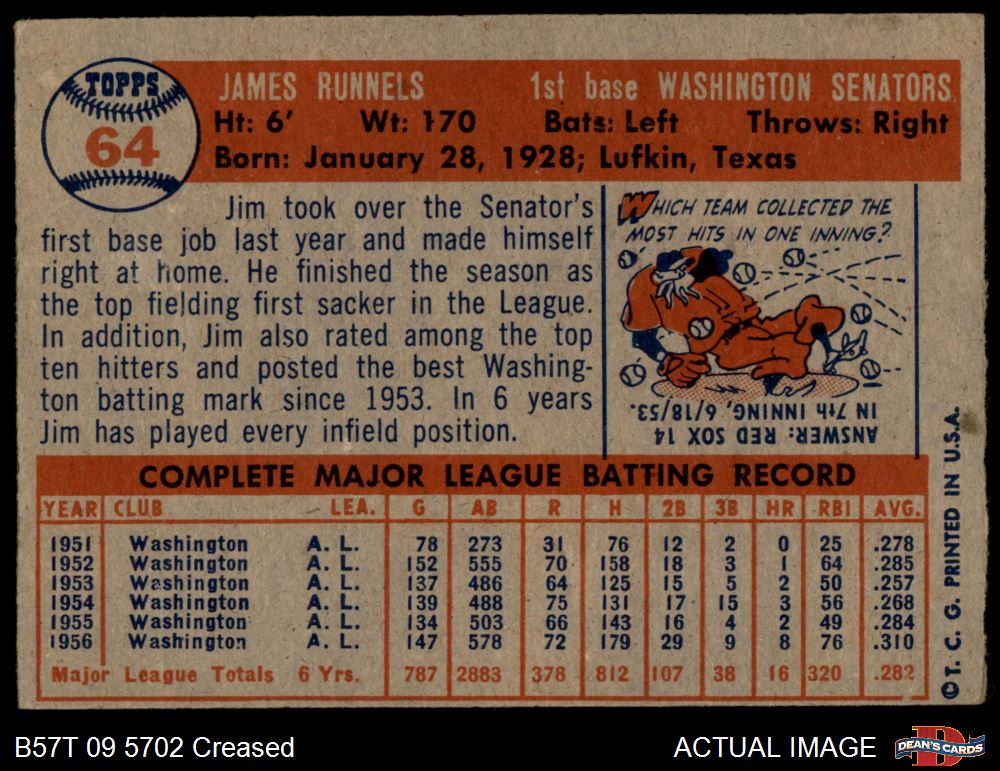 TOPPS
64
JAMES RUNNELS 1st base WASHINGTON SENATORS
Ht: 6' Wt: 170 Bats: Left Throws: Right
Born: January 28, 1928; Lufkin, Texas
Jim took over the Senator's
first base job last year and made himself
right at home. He finished the season as
the top fielding first sacker in the League.
In addition, Jim also rated among the top
ten hitters and posted the best Washing-
ton batting mark since 1953. In 6 years
Jim has played every infield position.
WHICH TEAM COLLECTED THE
MOST HITS IN ONE INNING?
ANSWER: RED SOX 14
IN 7th INNING, 6/18/53.
COMPLETE MAJOR LEAGUE BATTING RECORD
YEAR CLUB LEA. G AB R H 2B 3B HR RBI AVG.
1951 Washington A. L. 78 273 31 76 12 2 0 25 .278
1952 Washington A. L. 152 555 70 158 18 3 1 64 .285
1953 Washington A. L. 137 486 64 125 15 5 2 50 .257
1954 Washington A. L. 139 488 75 131 17 15 3 56 .268
1955 Washington A. L. 134 503 66 143 16 4 2 49 .284
1956 Washington A. L. 147 578 72 179 29 9 8 76 .310
Major League Totals 6 Yrs. 787 2883 378 812 107 38 16 320 .282
© T. C. G. PRINTED IN U.S.A.
B57T 09 5702 Creased
ACTUAL IMAGE
D
DEAN'S CARDS